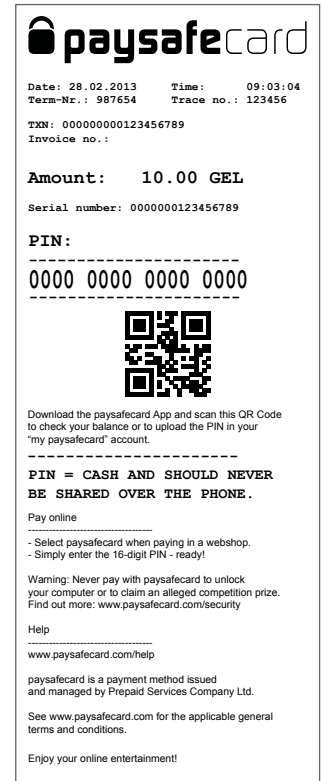 paysafecard
Date: 28.02.2013 Time: 09:03:04
Term-Nr.: 987654 Trace no.: 123456
TXN: 000000000123456789
Invoice no.:
Amount: 10.00 GEL
Serial number: 0000000123456789
PIN:
----------------------
0000 0000 0000 0000
----------------------
Download the paysafecard App and scan this QR Code
to check your balance or to upload the PIN in your
“my paysafecard” account.
----------------------
PIN = CASH AND SHOULD NEVER
BE SHARED OVER THE PHONE.
Pay online
------------------------------------
- Select paysafecard when paying in a webshop.
- Simply enter the 16-digit PIN - ready!
Warning: Never pay with paysafecard to unlock
your computer or to claim an alleged competition prize.
Find out more: www.paysafecard.com/security
Help
------------------------------------
www.paysafecard.com/help
paysafecard is a payment method issued
and managed by Prepaid Services Company Ltd.
See www.paysafecard.com for the applicable general
terms and conditions.
Enjoy your online entertainment!